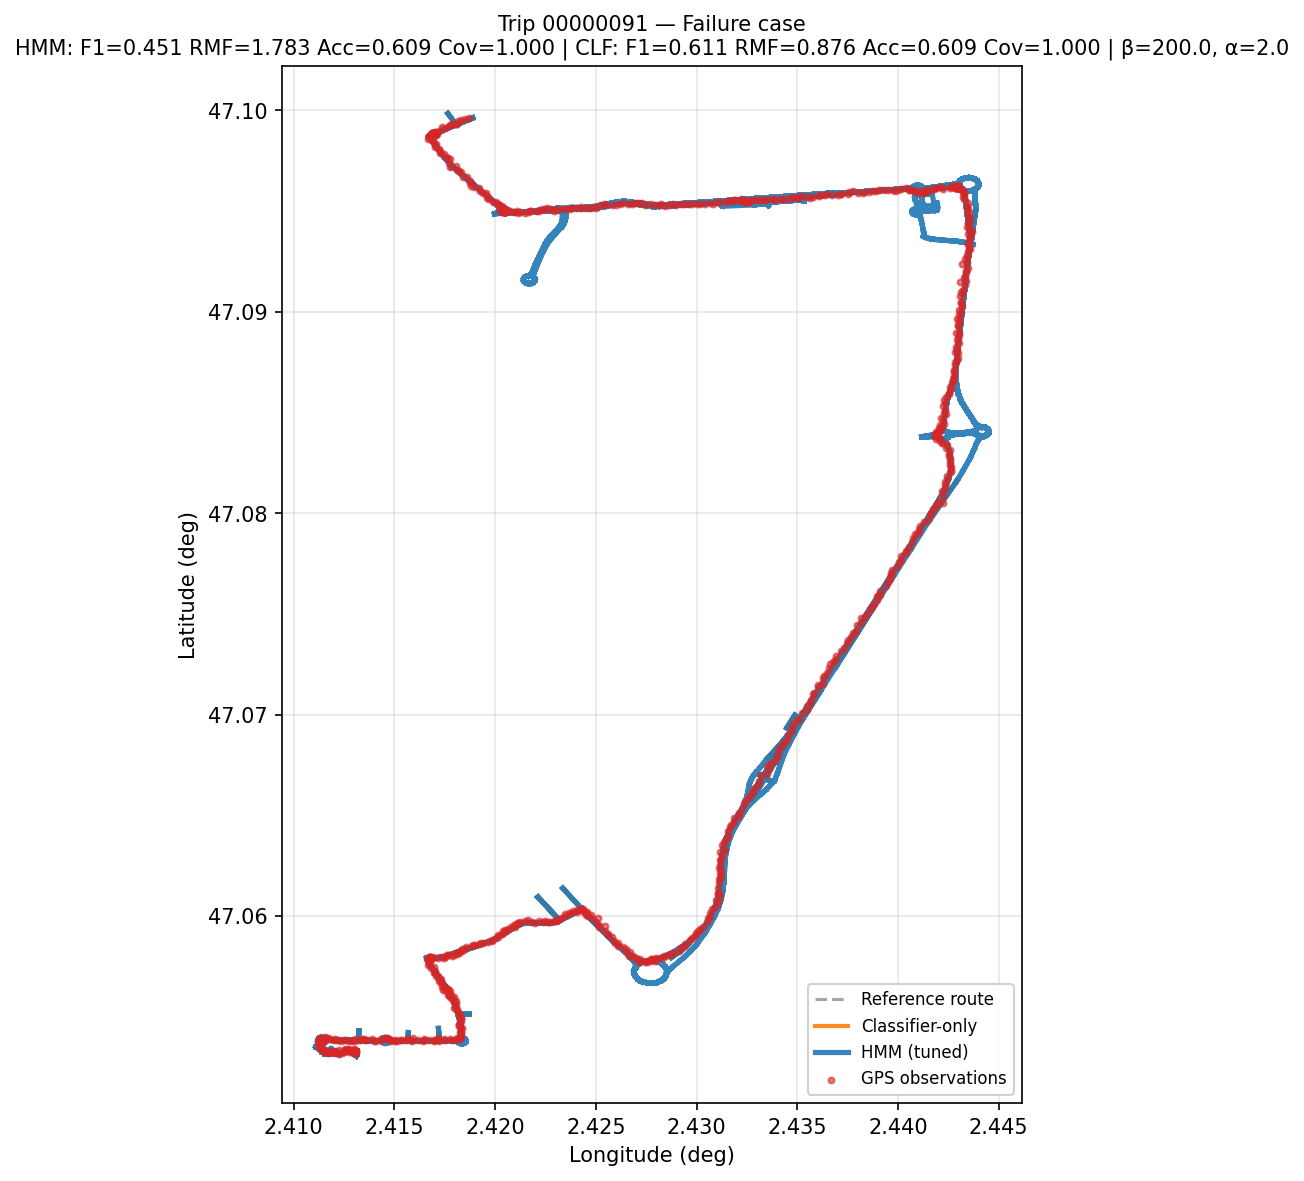 Trip 00000091 — Failure case
HMM: F1=0.451 RMF=1.783 Acc=0.609 Cov=1.000 | CLF: F1=0.611 RMF=0.876 Acc=0.609 Cov=1.000 | β=200.0, α=2.0
47.10
47.09
47.08
47.07
47.06
Latitude (deg)
Reference route
Classifier-only
HMM (tuned)
GPS observations
2.410 2.415 2.420 2.425 2.430 2.435 2.440 2.445
Longitude (deg)